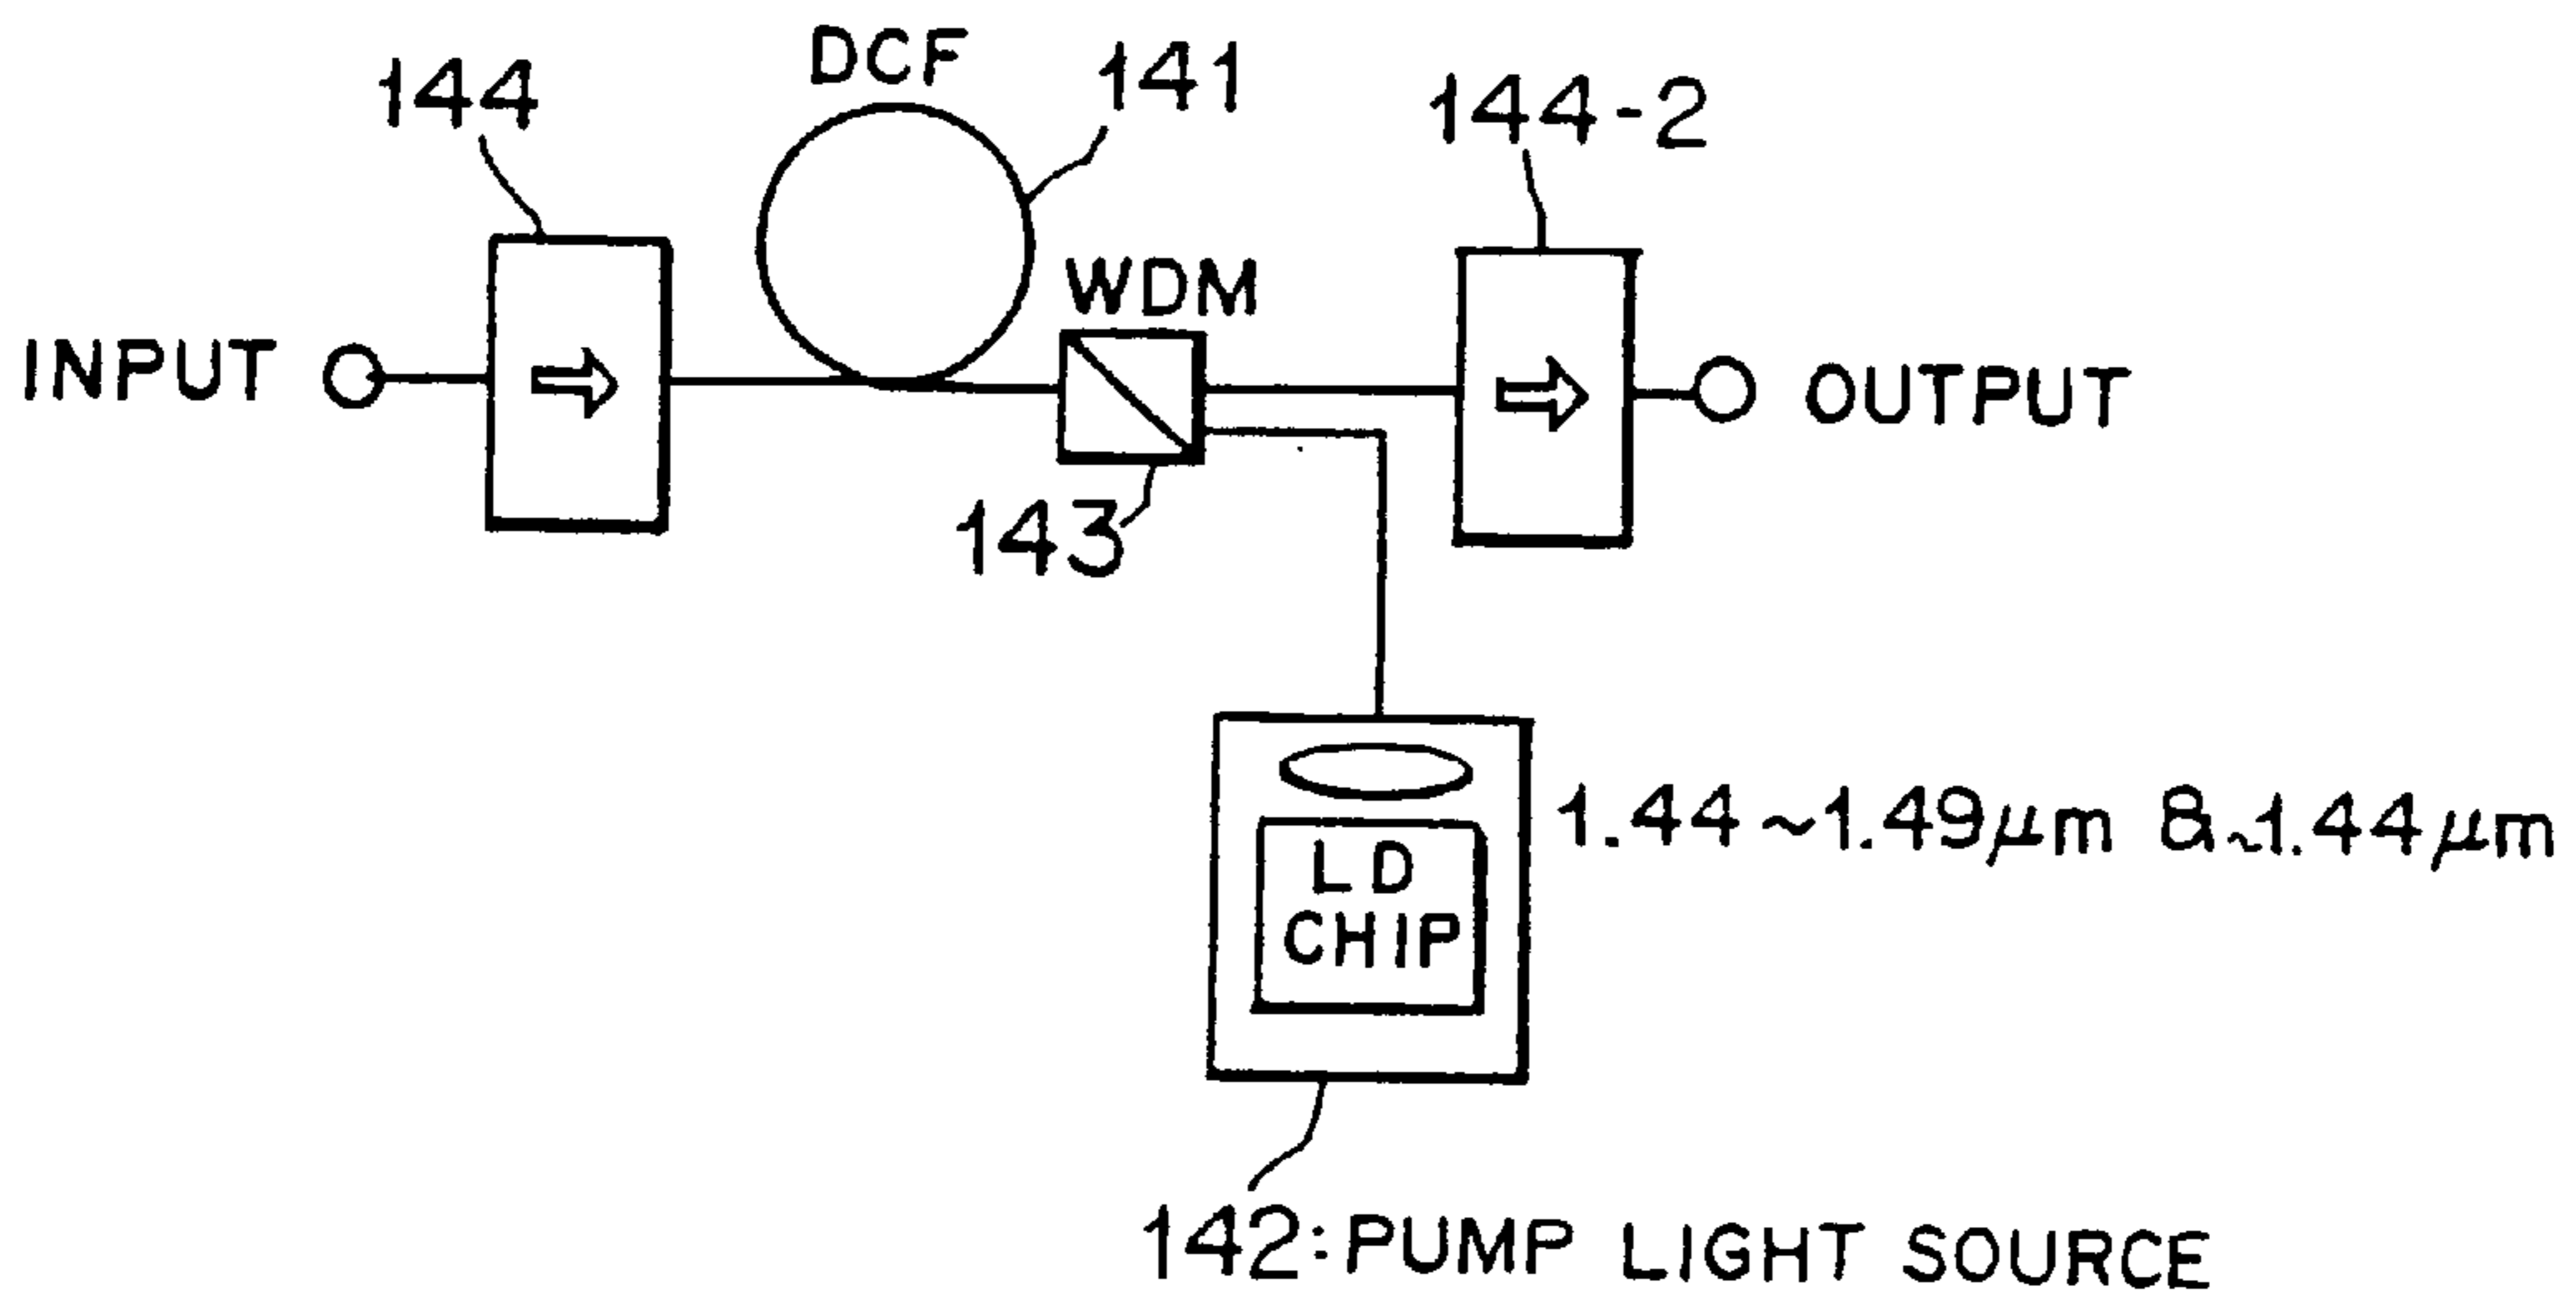 DCF
144
141
144-2
WDM
INPUT
OUTPUT
143
1.44~1.49μm &~1.44μm
LD
CHIP
142:PUMP LIGHT SOURCE